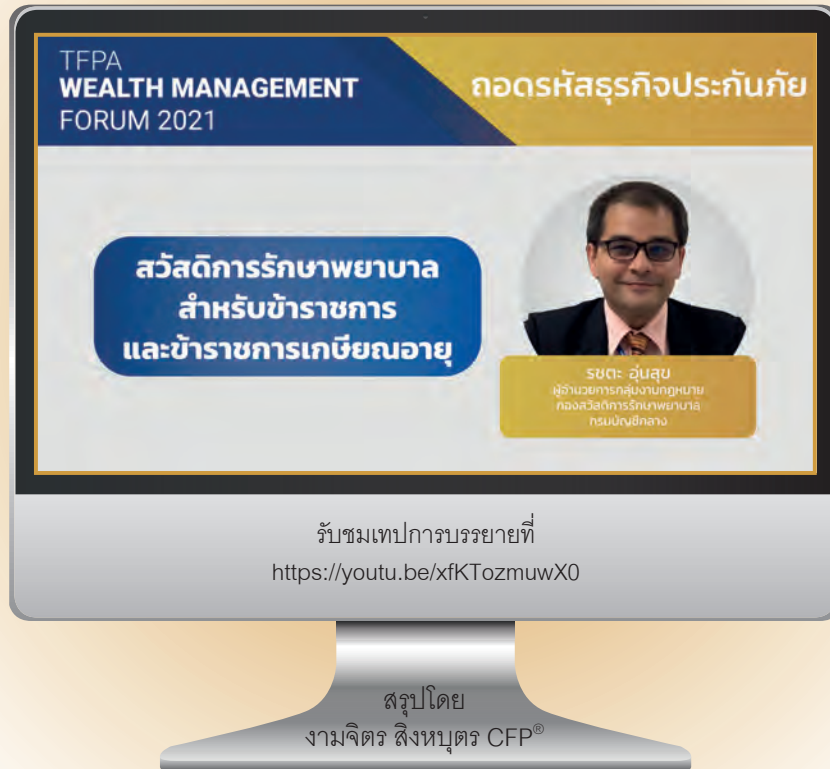 TFPA
WEALTH MANAGEMENT
FORUM 2021
ถอดรหัสธุรกิจประกันภัย
สวัสดิการรักษาพยาบาล
สำหรับข้าราชการ
และข้าราชการเกษียณอายุ
รชตะ อุ่นสุข
ผู้อำนวยการกลุ่มงานกฎหมาย
กองสวัสดิการรักษาพยาบาล
กรมบัญชีกลาง
รับชมเทปการบรรยายที่
https://youtu.be/xfKTozmuwX0
สรุปโดย
งามจิตร สิงหบุตร CFP®